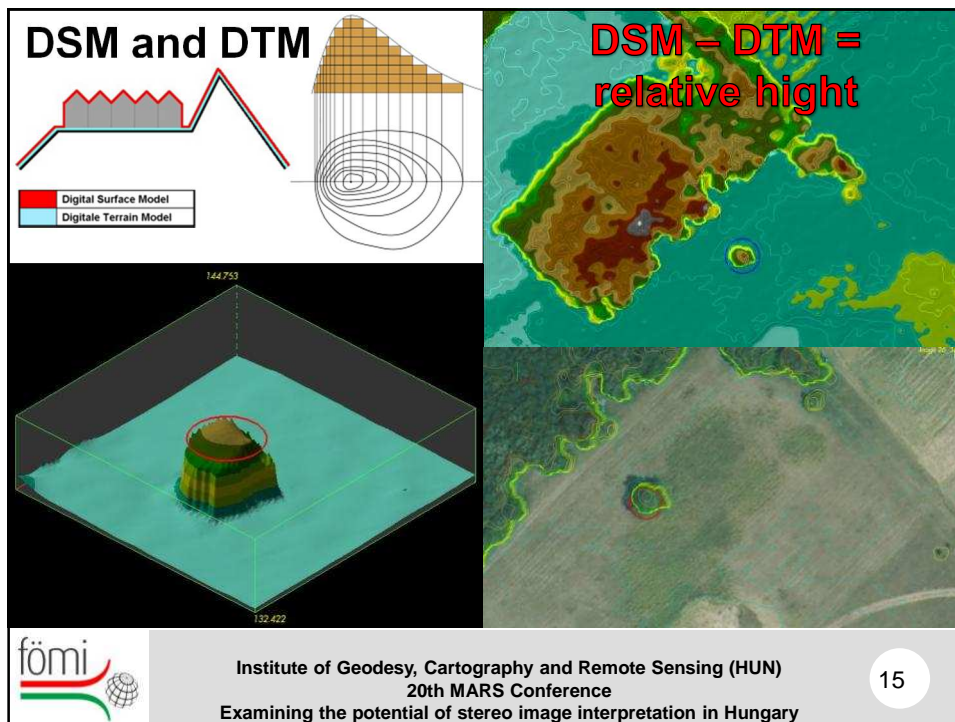 DSM and DTM
Digital Surface Model
Digitale Terrain Model
DSM – DTM =
relative hight
144.753
132.422
fömi
Institute of Geodesy, Cartography and Remote Sensing (HUN)
20th MARS Conference
Examining the potential of stereo image interpretation in Hungary
15